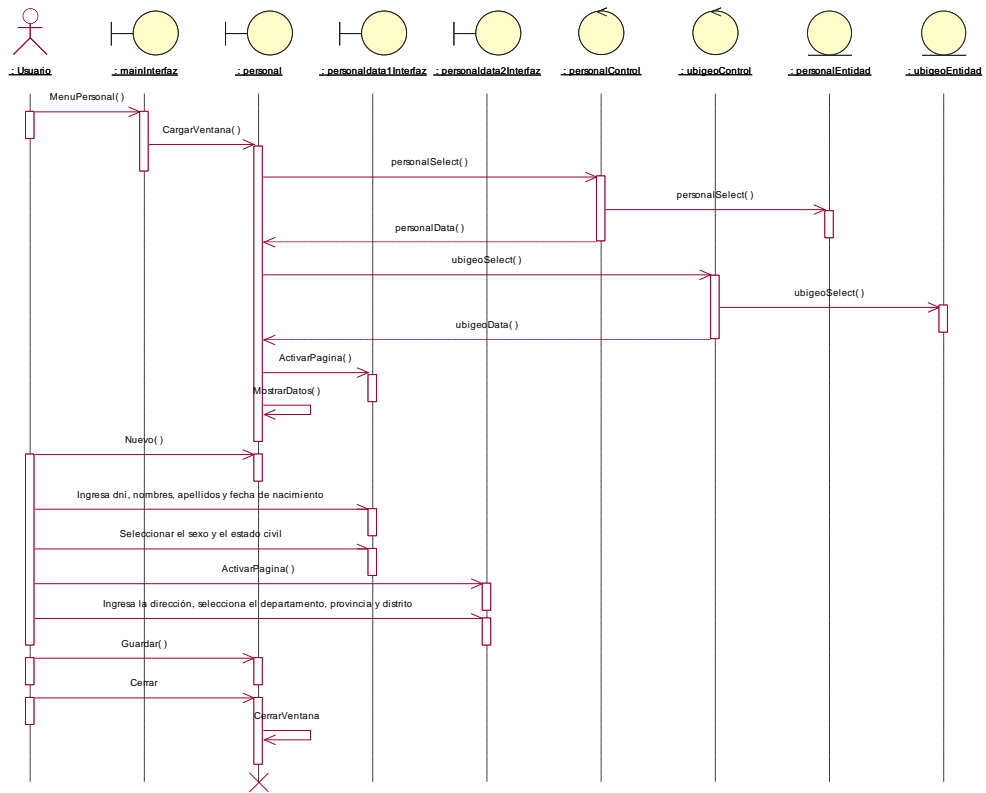 : Usuario
: mainInterfaz
: personal
: personaldata1Interfaz
: personaldata2Interfaz
: personalControl
: ubigeoControl
: personalEntidad
: ubigeoEntidad
MenuPersonal( )
CargarVentana( )
personalSelect( )
personalSelect( )
personalData( )
ubigeoSelect( )
ubigeoSelect( )
ubigeoData( )
ActivarPagina( )
MostrarDatos( )
Nuevo( )
Ingresa dni, nombres, apellidos y fecha de nacimiento
Seleccionar el sexo y el estado civil
ActivarPagina( )
Ingresa la dirección, selecciona el departamento, provincia y distrito
Guardar( )
Cerrar
CerrarVentana